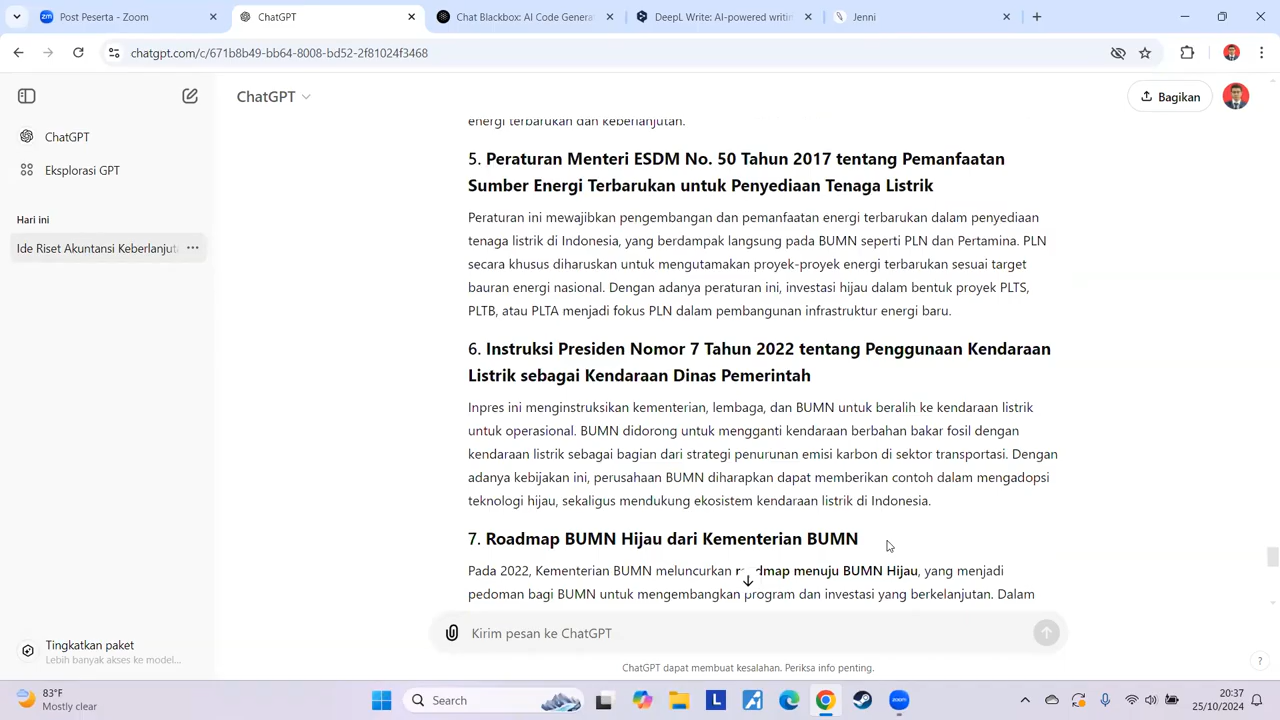 Post Peserta - Zoom
ChatGPT
Chat Blackbox: AI Code Genera
DeepL Write: AI-powered writin
Jenni
chatgpt.com/c/671b8b49-bb64-8008-bd52-2f81024f3468
ChatGPT
Bagikan
ChatGPT
Eksplorasi GPT
Hari ini
Ide Riset Akuntansi Keberlanjut
energi terbarukan dan keberlanjutan.
5. Peraturan Menteri ESDM No. 50 Tahun 2017 tentang Pemanfaatan
Sumber Energi Terbarukan untuk Penyediaan Tenaga Listrik
Peraturan ini mewajibkan pengembangan dan pemanfaatan energi terbarukan dalam penyediaan
tenaga listrik di Indonesia, yang berdampak langsung pada BUMN seperti PLN dan Pertamina. PLN
secara khusus diharuskan untuk mengutamakan proyek-proyek energi terbarukan sesuai target
bauran energi nasional. Dengan adanya peraturan ini, investasi hijau dalam bentuk proyek PLTS,
PLTB, atau PLTA menjadi fokus PLN dalam pembangunan infrastruktur energi baru.
6. Instruksi Presiden Nomor 7 Tahun 2022 tentang Penggunaan Kendaraan
Listrik sebagai Kendaraan Dinas Pemerintah
Inpres ini menginstruksikan kementerian, lembaga, dan BUMN untuk beralih ke kendaraan listrik
untuk operasional. BUMN didorong untuk mengganti kendaraan berbahan bakar fosil dengan
kendaraan listrik sebagai bagian dari strategi penurunan emisi karbon di sektor transportasi. Dengan
adanya kebijakan ini, perusahaan BUMN diharapkan dapat memberikan contoh dalam mengadopsi
teknologi hijau, sekaligus mendukung ekosistem kendaraan listrik di Indonesia.
7. Roadmap BUMN Hijau dari Kementerian BUMN
Pada 2022, Kementerian BUMN meluncurkan roadmap menuju BUMN Hijau, yang menjadi
pedoman bagi BUMN untuk mengembangkan program dan investasi yang berkelanjutan. Dalam
Kirim pesan ke ChatGPT
ChatGPT dapat membuat kesalahan. Periksa info penting.
Tingkatkan paket
Lebih banyak akses ke model...
?
83°F
Mostly clear
Search
20:37
25/10/2024